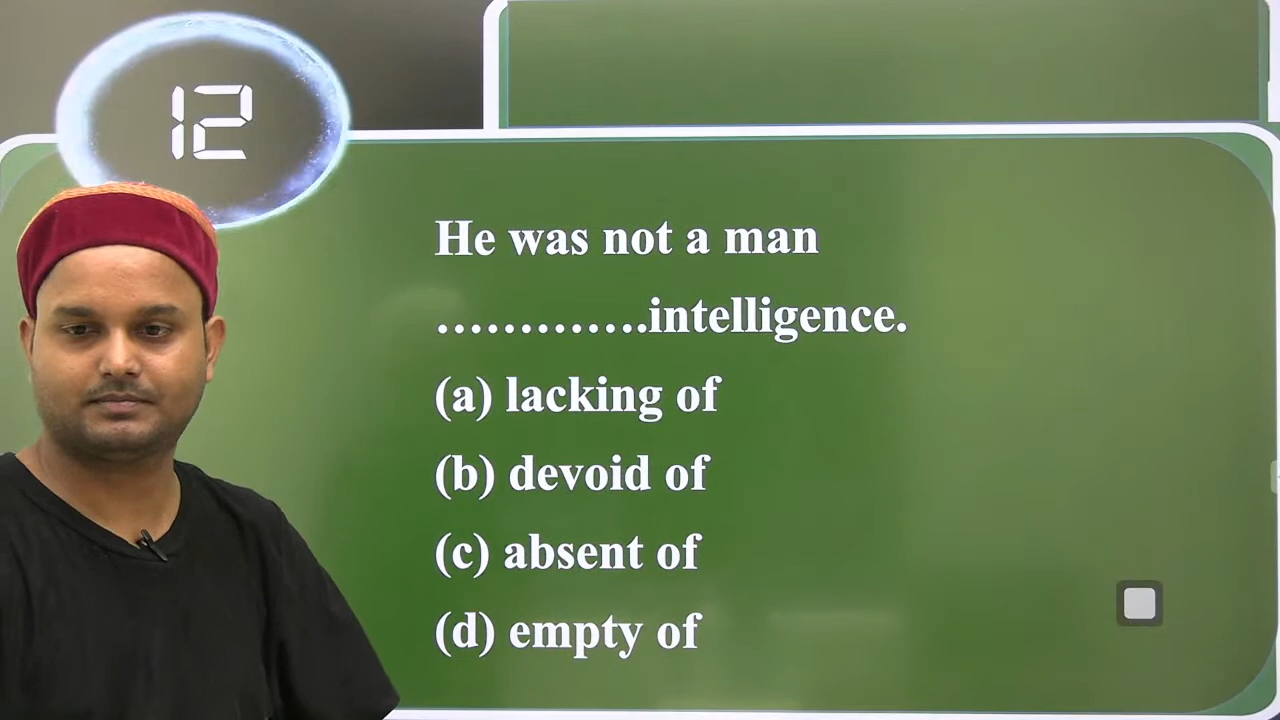 12
He was not a man
………….intelligence.
(a) lacking of
(b) devoid of
(c) absent of
(d) empty of